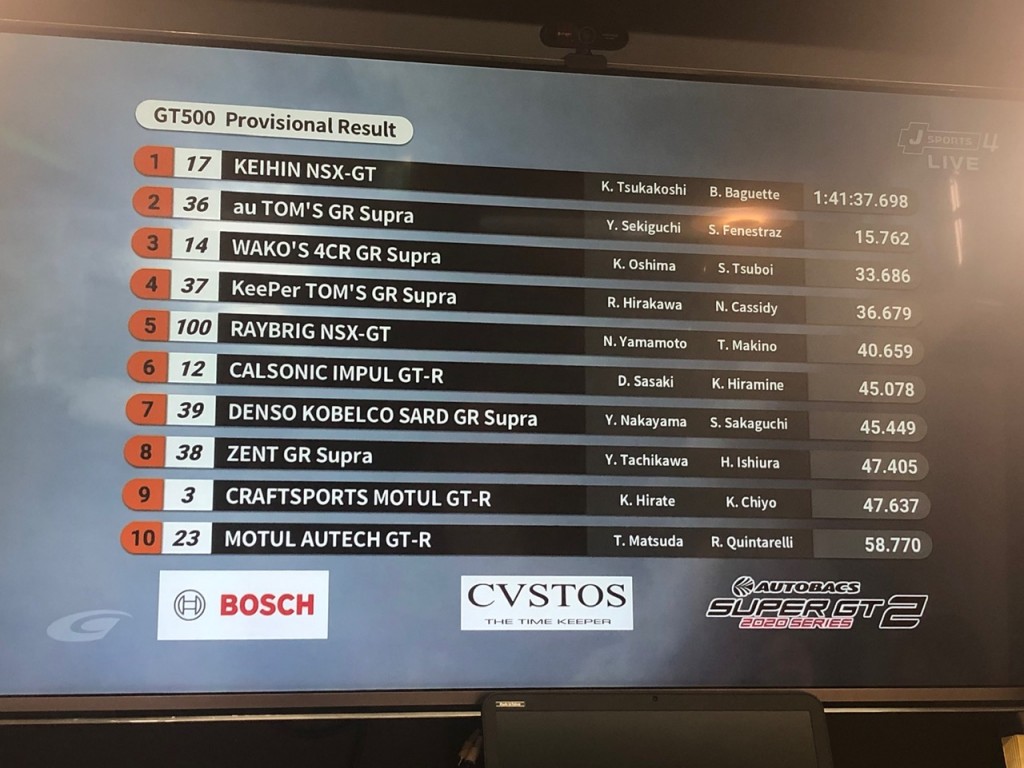 GT500 Provisional Result
J SPORTS 4
LIVE
1 17 KEIHIN NSX-GT K. Tsukakoshi B. Baguette 1:41:37.698
2 36 au TOM'S GR Supra Y. Sekiguchi S. Fenestraz 15.762
3 14 WAKO'S 4CR GR Supra K. Oshima S. Tsuboi 33.686
4 37 KeePer TOM'S GR Supra R. Hirakawa N. Cassidy 36.679
5 100 RAYBRIG NSX-GT N. Yamamoto T. Makino 40.659
6 12 CALSONIC IMPUL GT-R D. Sasaki K. Hiramine 45.078
7 39 DENSO KOBELCO SARD GR Supra Y. Nakayama S. Sakaguchi 45.449
8 38 ZENT GR Supra Y. Tachikawa H. Ishiura 47.405
9 3 CRAFTSPORTS MOTUL GT-R K. Hirate K. Chiyo 47.637
10 23 MOTUL AUTECH GT-R T. Matsuda R. Quintarelli 58.770
BOSCH
CVSTOS
THE TIME KEEPER
AUTOBACS
SUPER GT 2
2020 SERIES